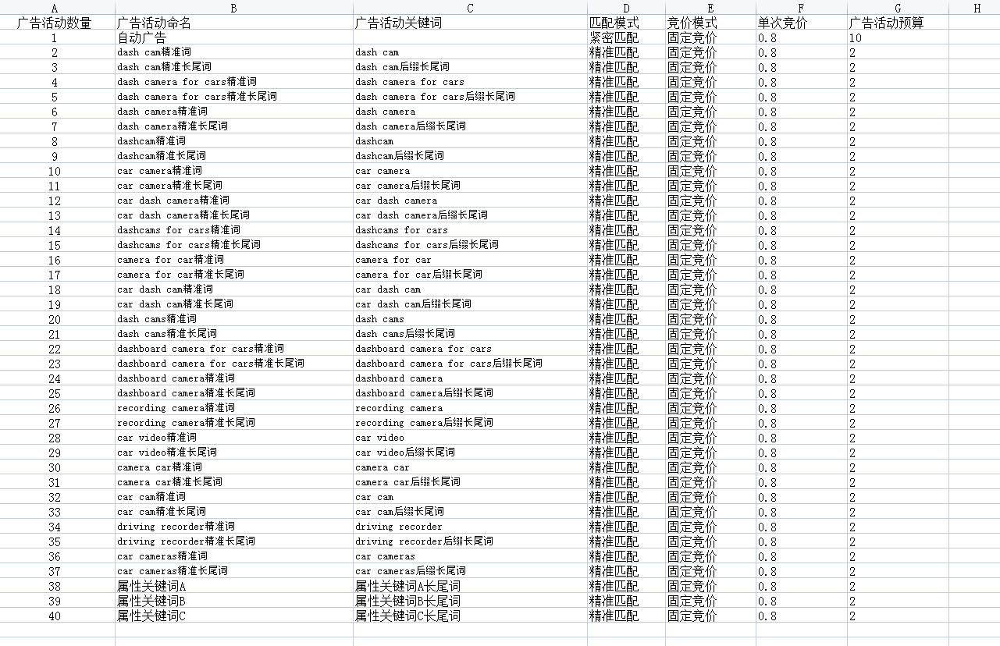 A B C D E F G H
广告活动数量 广告活动命名 广告活动关键词 匹配模式 竞价模式 单次竞价 广告活动预算
1 自动广告 紧密匹配 固定竞价 0.8 10
2 dash cam精准词 dash cam 精准匹配 固定竞价 0.8 2
3 dash cam精准长尾词 dash cam后缀长尾词 精准匹配 固定竞价 0.8 2
4 dash camera for cars精准词 dash camera for cars 精准匹配 固定竞价 0.8 2
5 dash camera for cars精准长尾词 dash camera for cars后缀长尾词 精准匹配 固定竞价 0.8 2
6 dash camera精准词 dash camera 精准匹配 固定竞价 0.8 2
7 dash camera精准长尾词 dash camera后缀长尾词 精准匹配 固定竞价 0.8 2
8 dashcam精准词 dashcam 精准匹配 固定竞价 0.8 2
9 dashcam精准长尾词 dashcam后缀长尾词 精准匹配 固定竞价 0.8 2
10 car camera精准词 car camera 精准匹配 固定竞价 0.8 2
11 car camera精准长尾词 car camera后缀长尾词 精准匹配 固定竞价 0.8 2
12 car dash camera精准词 car dash camera 精准匹配 固定竞价 0.8 2
13 car dash camera精准长尾词 car dash camera后缀长尾词 精准匹配 固定竞价 0.8 2
14 dashcams for cars精准词 dashcams for cars 精准匹配 固定竞价 0.8 2
15 dashcams for cars精准长尾词 dashcams for cars后缀长尾词 精准匹配 固定竞价 0.8 2
16 camera for car精准词 camera for car 精准匹配 固定竞价 0.8 2
17 camera for car精准长尾词 camera for car后缀长尾词 精准匹配 固定竞价 0.8 2
18 car dash cam精准词 car dash cam 精准匹配 固定竞价 0.8 2
19 car dash cam精准长尾词 car dash cam后缀长尾词 精准匹配 固定竞价 0.8 2
20 dash cams精准词 dash cams 精准匹配 固定竞价 0.8 2
21 dash cams精准长尾词 dash cams后缀长尾词 精准匹配 固定竞价 0.8 2
22 dashboard camera for cars精准词 dashboard camera for cars 精准匹配 固定竞价 0.8 2
23 dashboard camera for cars精准长尾词 dashboard camera for cars后缀长尾词 精准匹配 固定竞价 0.8 2
24 dashboard camera精准词 dashboard camera 精准匹配 固定竞价 0.8 2
25 dashboard camera精准长尾词 dashboard camera后缀长尾词 精准匹配 固定竞价 0.8 2
26 recording camera精准词 recording camera 精准匹配 固定竞价 0.8 2
27 recording camera精准长尾词 recording camera后缀长尾词 精准匹配 固定竞价 0.8 2
28 car video精准词 car video 精准匹配 固定竞价 0.8 2
29 car video精准长尾词 car video后缀长尾词 精准匹配 固定竞价 0.8 2
30 camera car精准词 camera car 精准匹配 固定竞价 0.8 2
31 camera car精准长尾词 camera car后缀长尾词 精准匹配 固定竞价 0.8 2
32 car cam精准词 car cam 精准匹配 固定竞价 0.8 2
33 car cam精准长尾词 car cam后缀长尾词 精准匹配 固定竞价 0.8 2
34 driving recorder精准词 driving recorder 精准匹配 固定竞价 0.8 2
35 driving recorder精准长尾词 driving recorder后缀长尾词 精准匹配 固定竞价 0.8 2
36 car cameras精准词 car cameras 精准匹配 固定竞价 0.8 2
37 car cameras精准长尾词 car cameras后缀长尾词 精准匹配 固定竞价 0.8 2
38 属性关键词A 属性关键词A长尾词 精准匹配 固定竞价 0.8 2
39 属性关键词B 属性关键词B长尾词 精准匹配 固定竞价 0.8 2
40 属性关键词C 属性关键词C长尾词 精准匹配 固定竞价 0.8 2